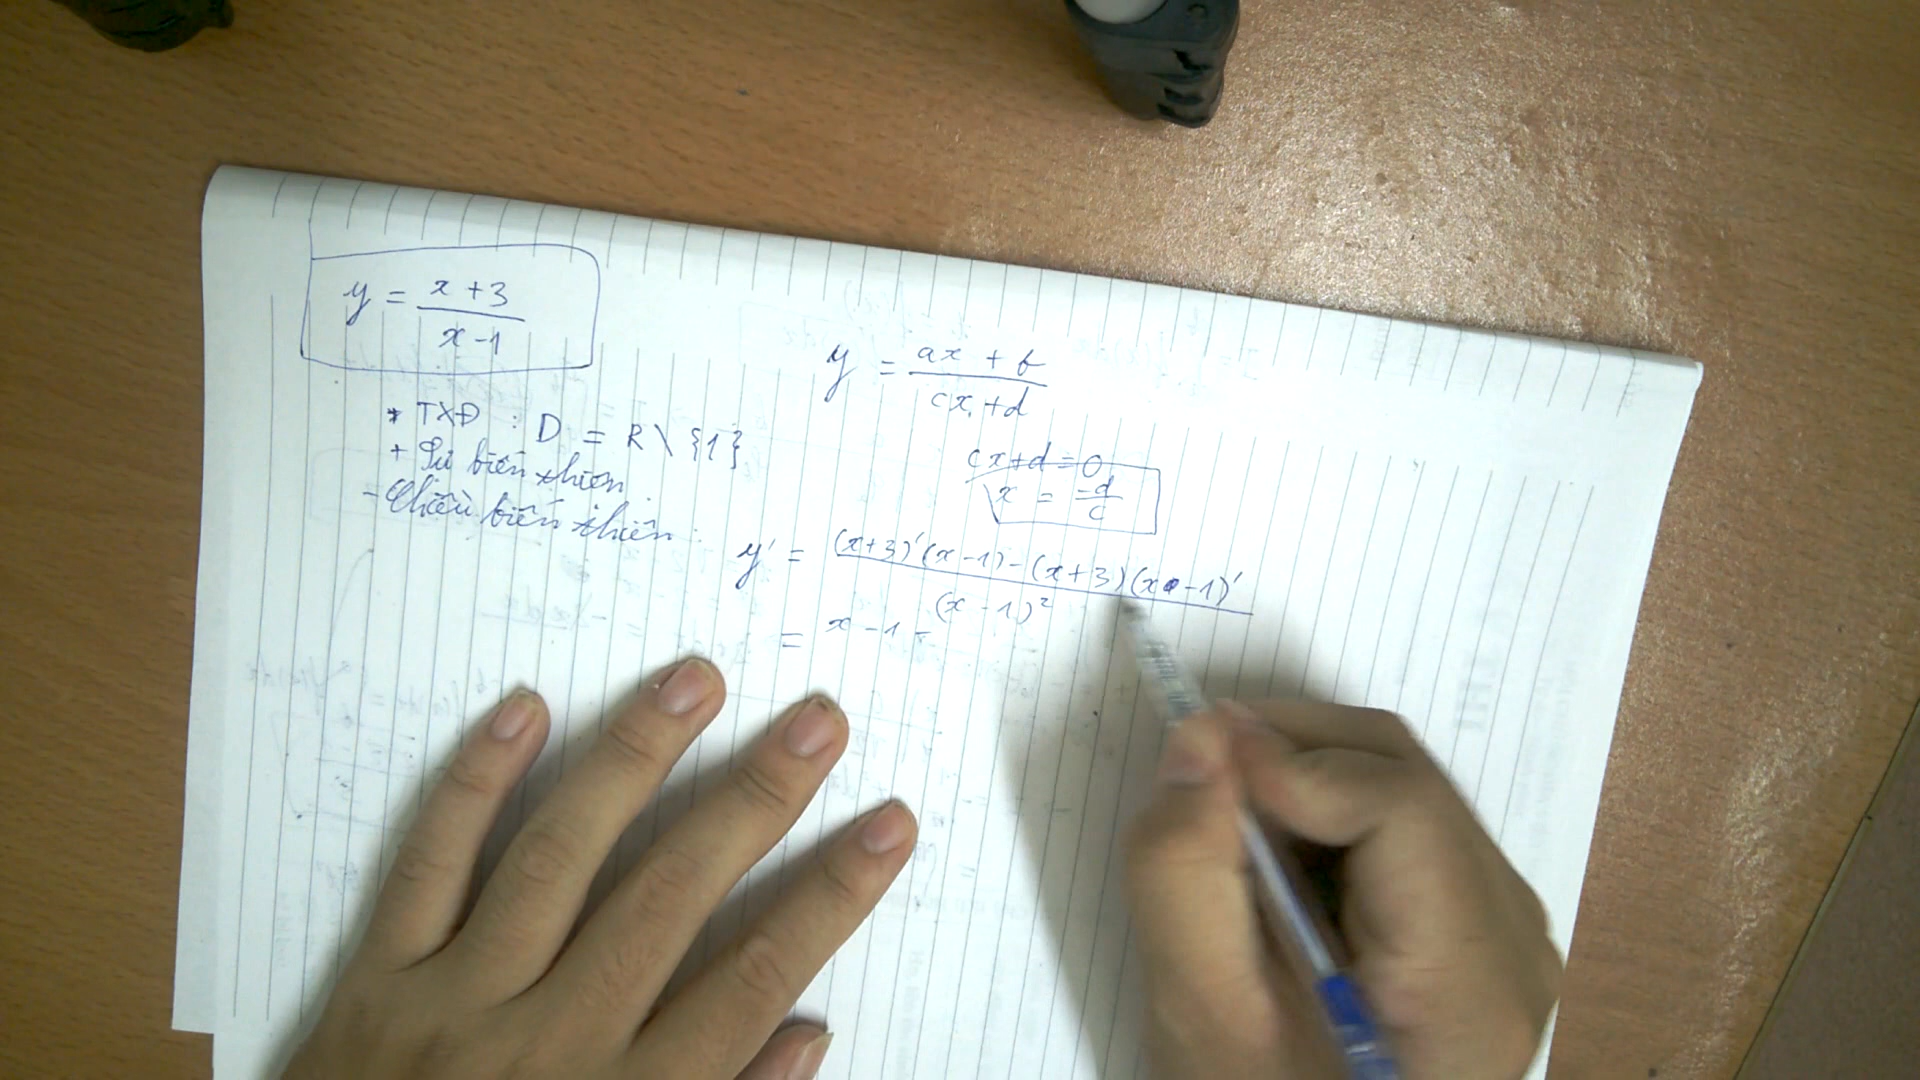 y = (x+3)/(x-1)
y = (ax + b)/(cx + d)
* TXĐ : D = R \ {1}
+ Sự biến thiên
- Chiều biến thiên :
cx+d = 0
x = -d/c
y' = ((x+3)'(x-1) - (x+3)(x-1)')/(x-1)²
= x - 1 -